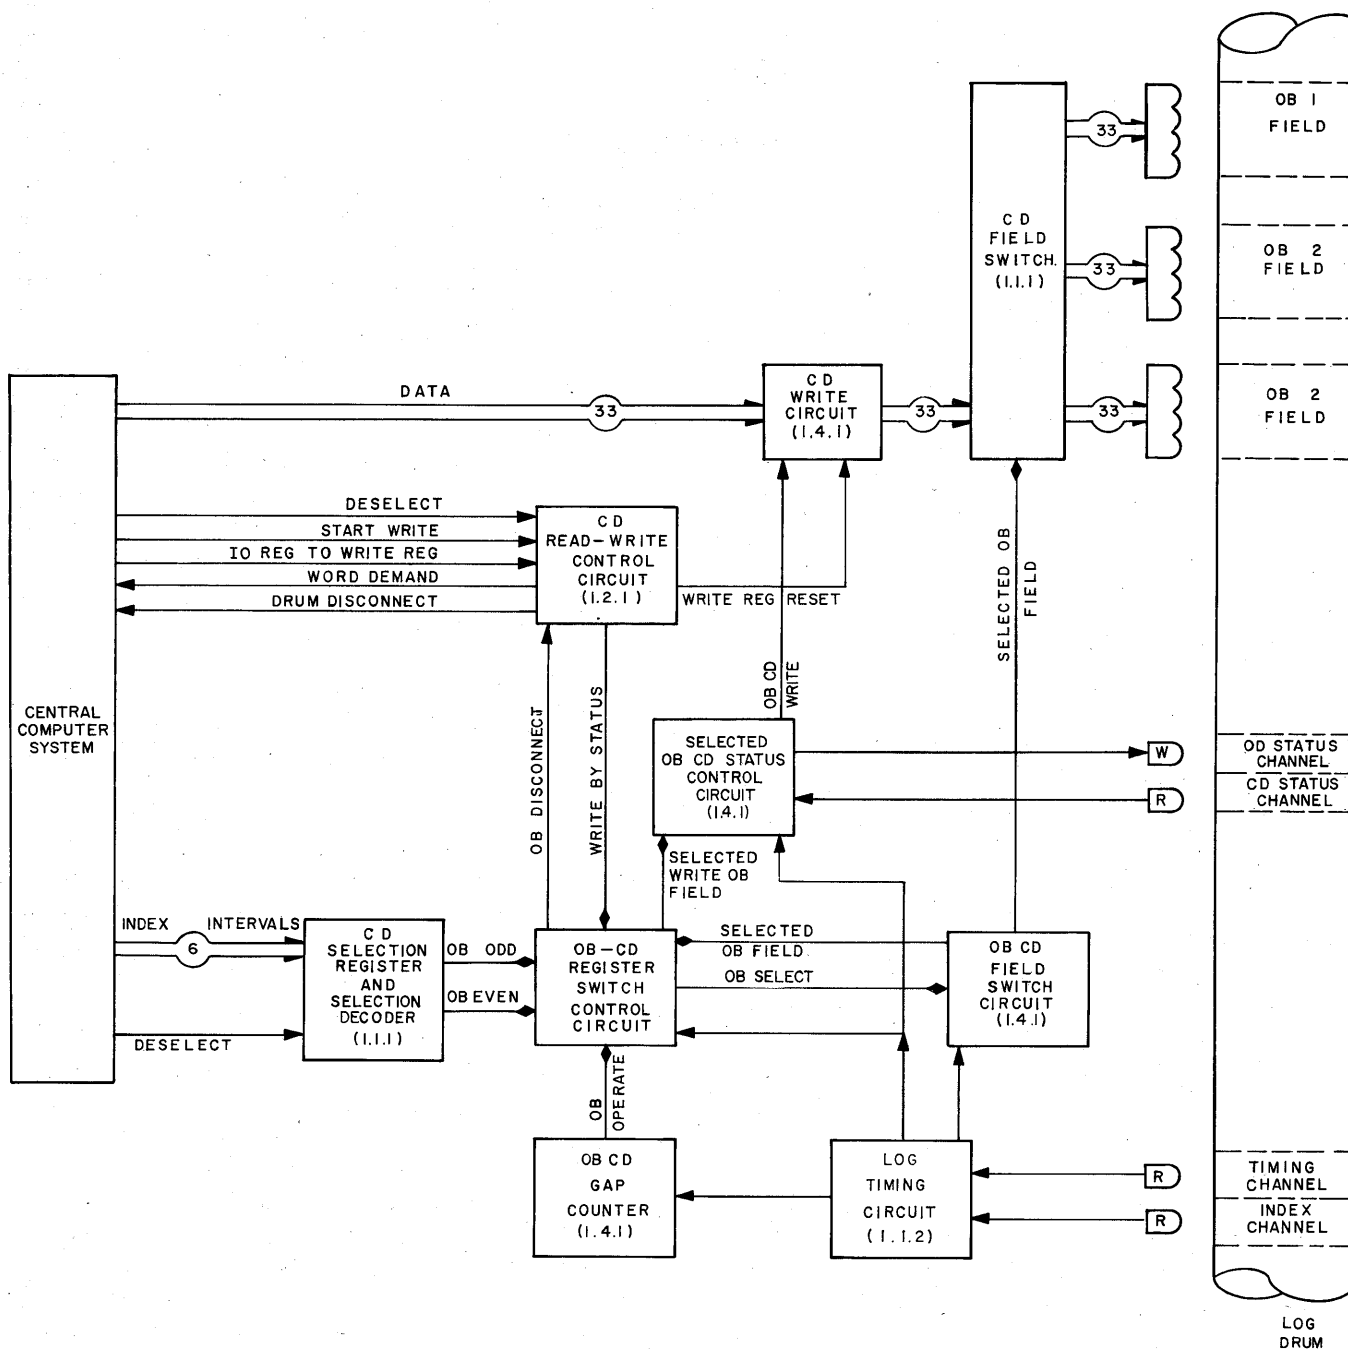 OB 1
FIELD
33
CD
FIELD
SWITCH.
(1.1.1)
33
OB 2
FIELD
DATA
33
CD
WRITE
CIRCUIT
(1.4.1)
33
33
OB 2
FIELD
DESELECT
START WRITE
IO REG TO WRITE REG
WORD DEMAND
DRUM DISCONNECT
CD
READ-WRITE
CONTROL
CIRCUIT
(1.2.1)
WRITE REG RESET
SELECTED OB
FIELD
CENTRAL
COMPUTER
SYSTEM
OB DISCONNECT
WRITE BY STATUS
OB CD
WRITE
SELECTED
OB CD STATUS
CONTROL
CIRCUIT
(1.4.1)
W
R
OD STATUS
CHANNEL
CD STATUS
CHANNEL
SELECTED
WRITE OB
FIELD
INDEX INTERVALS
6
DESELECT
CD
SELECTION
REGISTER
AND
SELECTION
DECODER
(1.1.1)
OB ODD
OB EVEN
OB-CD
REGISTER
SWITCH
CONTROL
CIRCUIT
SELECTED
OB FIELD
OB SELECT
OB CD
FIELD
SWITCH
CIRCUIT
(1.4.1)
OB
OPERATE
OB CD
GAP
COUNTER
(1.4.1)
LOG
TIMING
CIRCUIT
(1.1.2)
R
R
TIMING
CHANNEL
INDEX
CHANNEL
LOG
DRUM